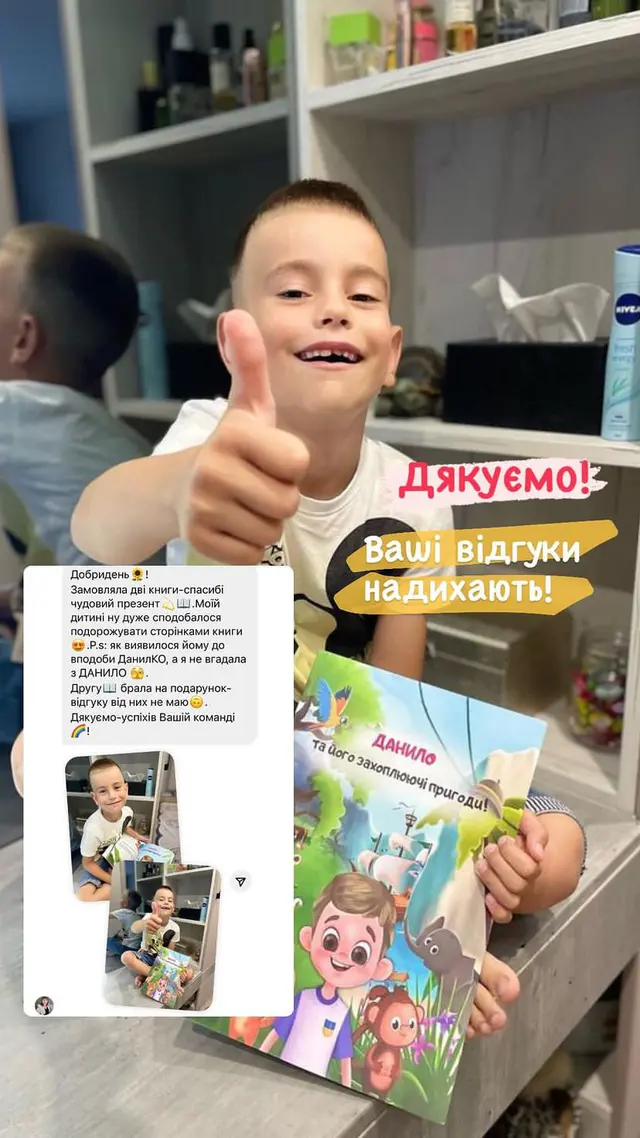 NIVEA
fresh
Дякуємо!
Ваші відгуки
надихають!
Добридень🌻!
Замовляла дві книги-спасибі
чудовий презент💫📖.Моїй
дитині ну дуже сподобалося
подорожувати сторінками книги
😍.P.s: як виявилося йому до
вподоби ДанилКО, а я не вгадала
з ДАНИЛО 🫣.
Другу📖 брала на подарунок-
відгуку від них не маю🙃.
Дякуємо-успіхів Вашій команді
🌈!
ДАНИЛО
та його захоплюючі пригоди!